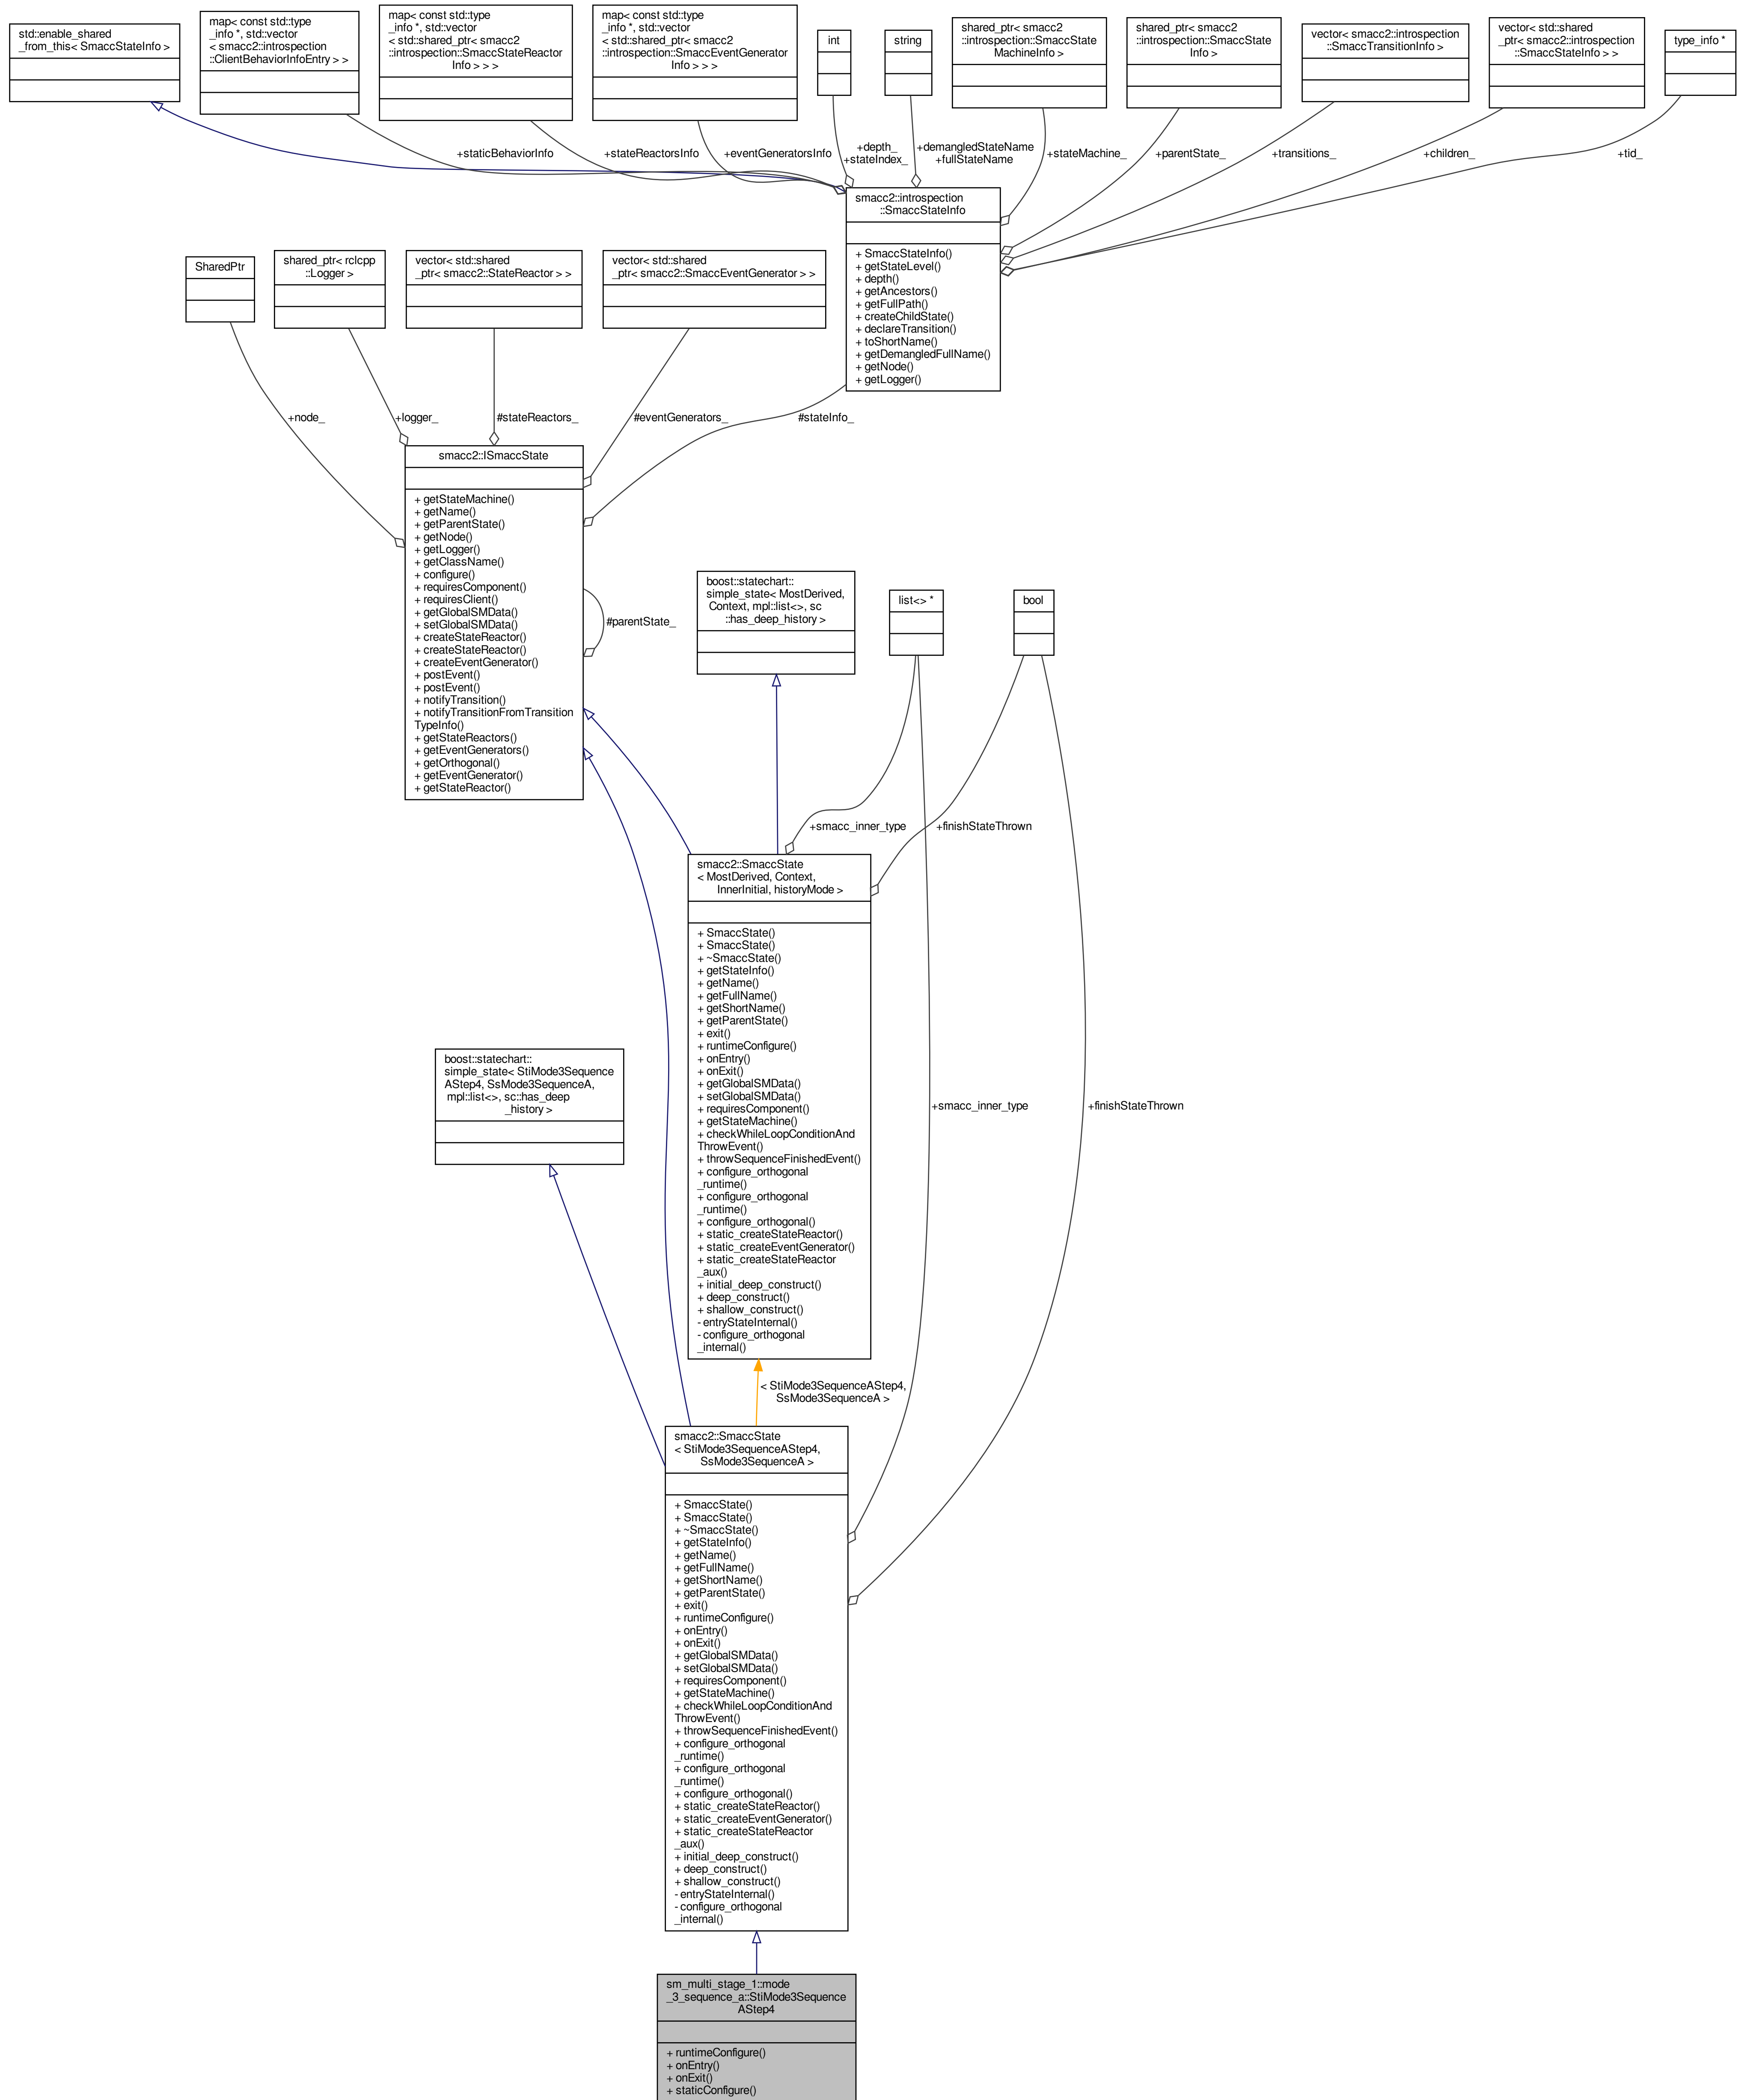 std::enable_shared
_from_this< SmaccStateInfo >
map< const std::type
_info *, std::vector
< smacc2::introspection
::ClientBehaviorInfoEntry > >
map< const std::type
_info *, std::vector
< std::shared_ptr< smacc2
::introspection::SmaccStateReactor
Info > > >
map< const std::type
_info *, std::vector
< std::shared_ptr< smacc2
::introspection::SmaccEventGenerator
Info > > >
int
string
shared_ptr< smacc2
::introspection::SmaccState
MachineInfo >
shared_ptr< smacc2
::introspection::SmaccState
Info >
vector< smacc2::introspection
::SmaccTransitionInfo >
vector< std::shared
_ptr< smacc2::introspection
::SmaccStateInfo > >
type_info *
+staticBehaviorInfo
+stateReactorsInfo
+eventGeneratorsInfo
+depth_
+stateIndex_
+demangledStateName
+fullStateName
+stateMachine_
+parentState_
+transitions_
+children_
+tid_
smacc2::introspection
::SmaccStateInfo
+ SmaccStateInfo()
+ getStateLevel()
+ depth()
+ getAncestors()
+ getFullPath()
+ createChildState()
+ declareTransition()
+ toShortName()
+ getDemangledFullName()
+ getNode()
+ getLogger()
SharedPtr
shared_ptr< rclcpp
::Logger >
vector< std::shared
_ptr< smacc2::StateReactor > >
vector< std::shared
_ptr< smacc2::SmaccEventGenerator > >
+node_
+logger_
#stateReactors_
#eventGenerators_
#stateInfo_
smacc2::ISmaccState
+ getStateMachine()
+ getName()
+ getParentState()
+ getNode()
+ getLogger()
+ getClassName()
+ configure()
+ requiresComponent()
+ requiresClient()
+ getGlobalSMData()
+ setGlobalSMData()
+ createStateReactor()
+ createStateReactor()
+ createEventGenerator()
+ postEvent()
+ postEvent()
+ notifyTransition()
+ notifyTransitionFromTransition
TypeInfo()
+ getStateReactors()
+ getEventGenerators()
+ getOrthogonal()
+ getEventGenerator()
+ getStateReactor()
#parentState_
boost::statechart::
simple_state< MostDerived,
Context, mpl::list<>, sc
::has_deep_history >
list<> *
bool
+smacc_inner_type
+finishStateThrown
smacc2::SmaccState
< MostDerived, Context,
InnerInitial, historyMode >
+ SmaccState()
+ SmaccState()
+ ~SmaccState()
+ getStateInfo()
+ getName()
+ getFullName()
+ getShortName()
+ getParentState()
+ exit()
+ runtimeConfigure()
+ onEntry()
+ onExit()
+ getGlobalSMData()
+ setGlobalSMData()
+ requiresComponent()
+ getStateMachine()
+ checkWhileLoopConditionAnd
ThrowEvent()
+ throwSequenceFinishedEvent()
+ configure_orthogonal
_runtime()
+ configure_orthogonal
_runtime()
+ configure_orthogonal()
+ static_createStateReactor()
+ static_createEventGenerator()
+ static_createStateReactor
_aux()
+ initial_deep_construct()
+ deep_construct()
+ shallow_construct()
- entryStateInternal()
- configure_orthogonal
_internal()
boost::statechart::
simple_state< StiMode3Sequence
AStep4, SsMode3SequenceA,
mpl::list<>, sc::has_deep
_history >
+smacc_inner_type
+finishStateThrown
< StiMode3SequenceAStep4,
SsMode3SequenceA >
smacc2::SmaccState
< StiMode3SequenceAStep4,
SsMode3SequenceA >
+ SmaccState()
+ SmaccState()
+ ~SmaccState()
+ getStateInfo()
+ getName()
+ getFullName()
+ getShortName()
+ getParentState()
+ exit()
+ runtimeConfigure()
+ onEntry()
+ onExit()
+ getGlobalSMData()
+ setGlobalSMData()
+ requiresComponent()
+ getStateMachine()
+ checkWhileLoopConditionAnd
ThrowEvent()
+ throwSequenceFinishedEvent()
+ configure_orthogonal
_runtime()
+ configure_orthogonal
_runtime()
+ configure_orthogonal()
+ static_createStateReactor()
+ static_createEventGenerator()
+ static_createStateReactor
_aux()
+ initial_deep_construct()
+ deep_construct()
+ shallow_construct()
- entryStateInternal()
- configure_orthogonal
_internal()
sm_multi_stage_1::mode
_3_sequence_a::StiMode3Sequence
AStep4
+ runtimeConfigure()
+ onEntry()
+ onExit()
+ staticConfigure()